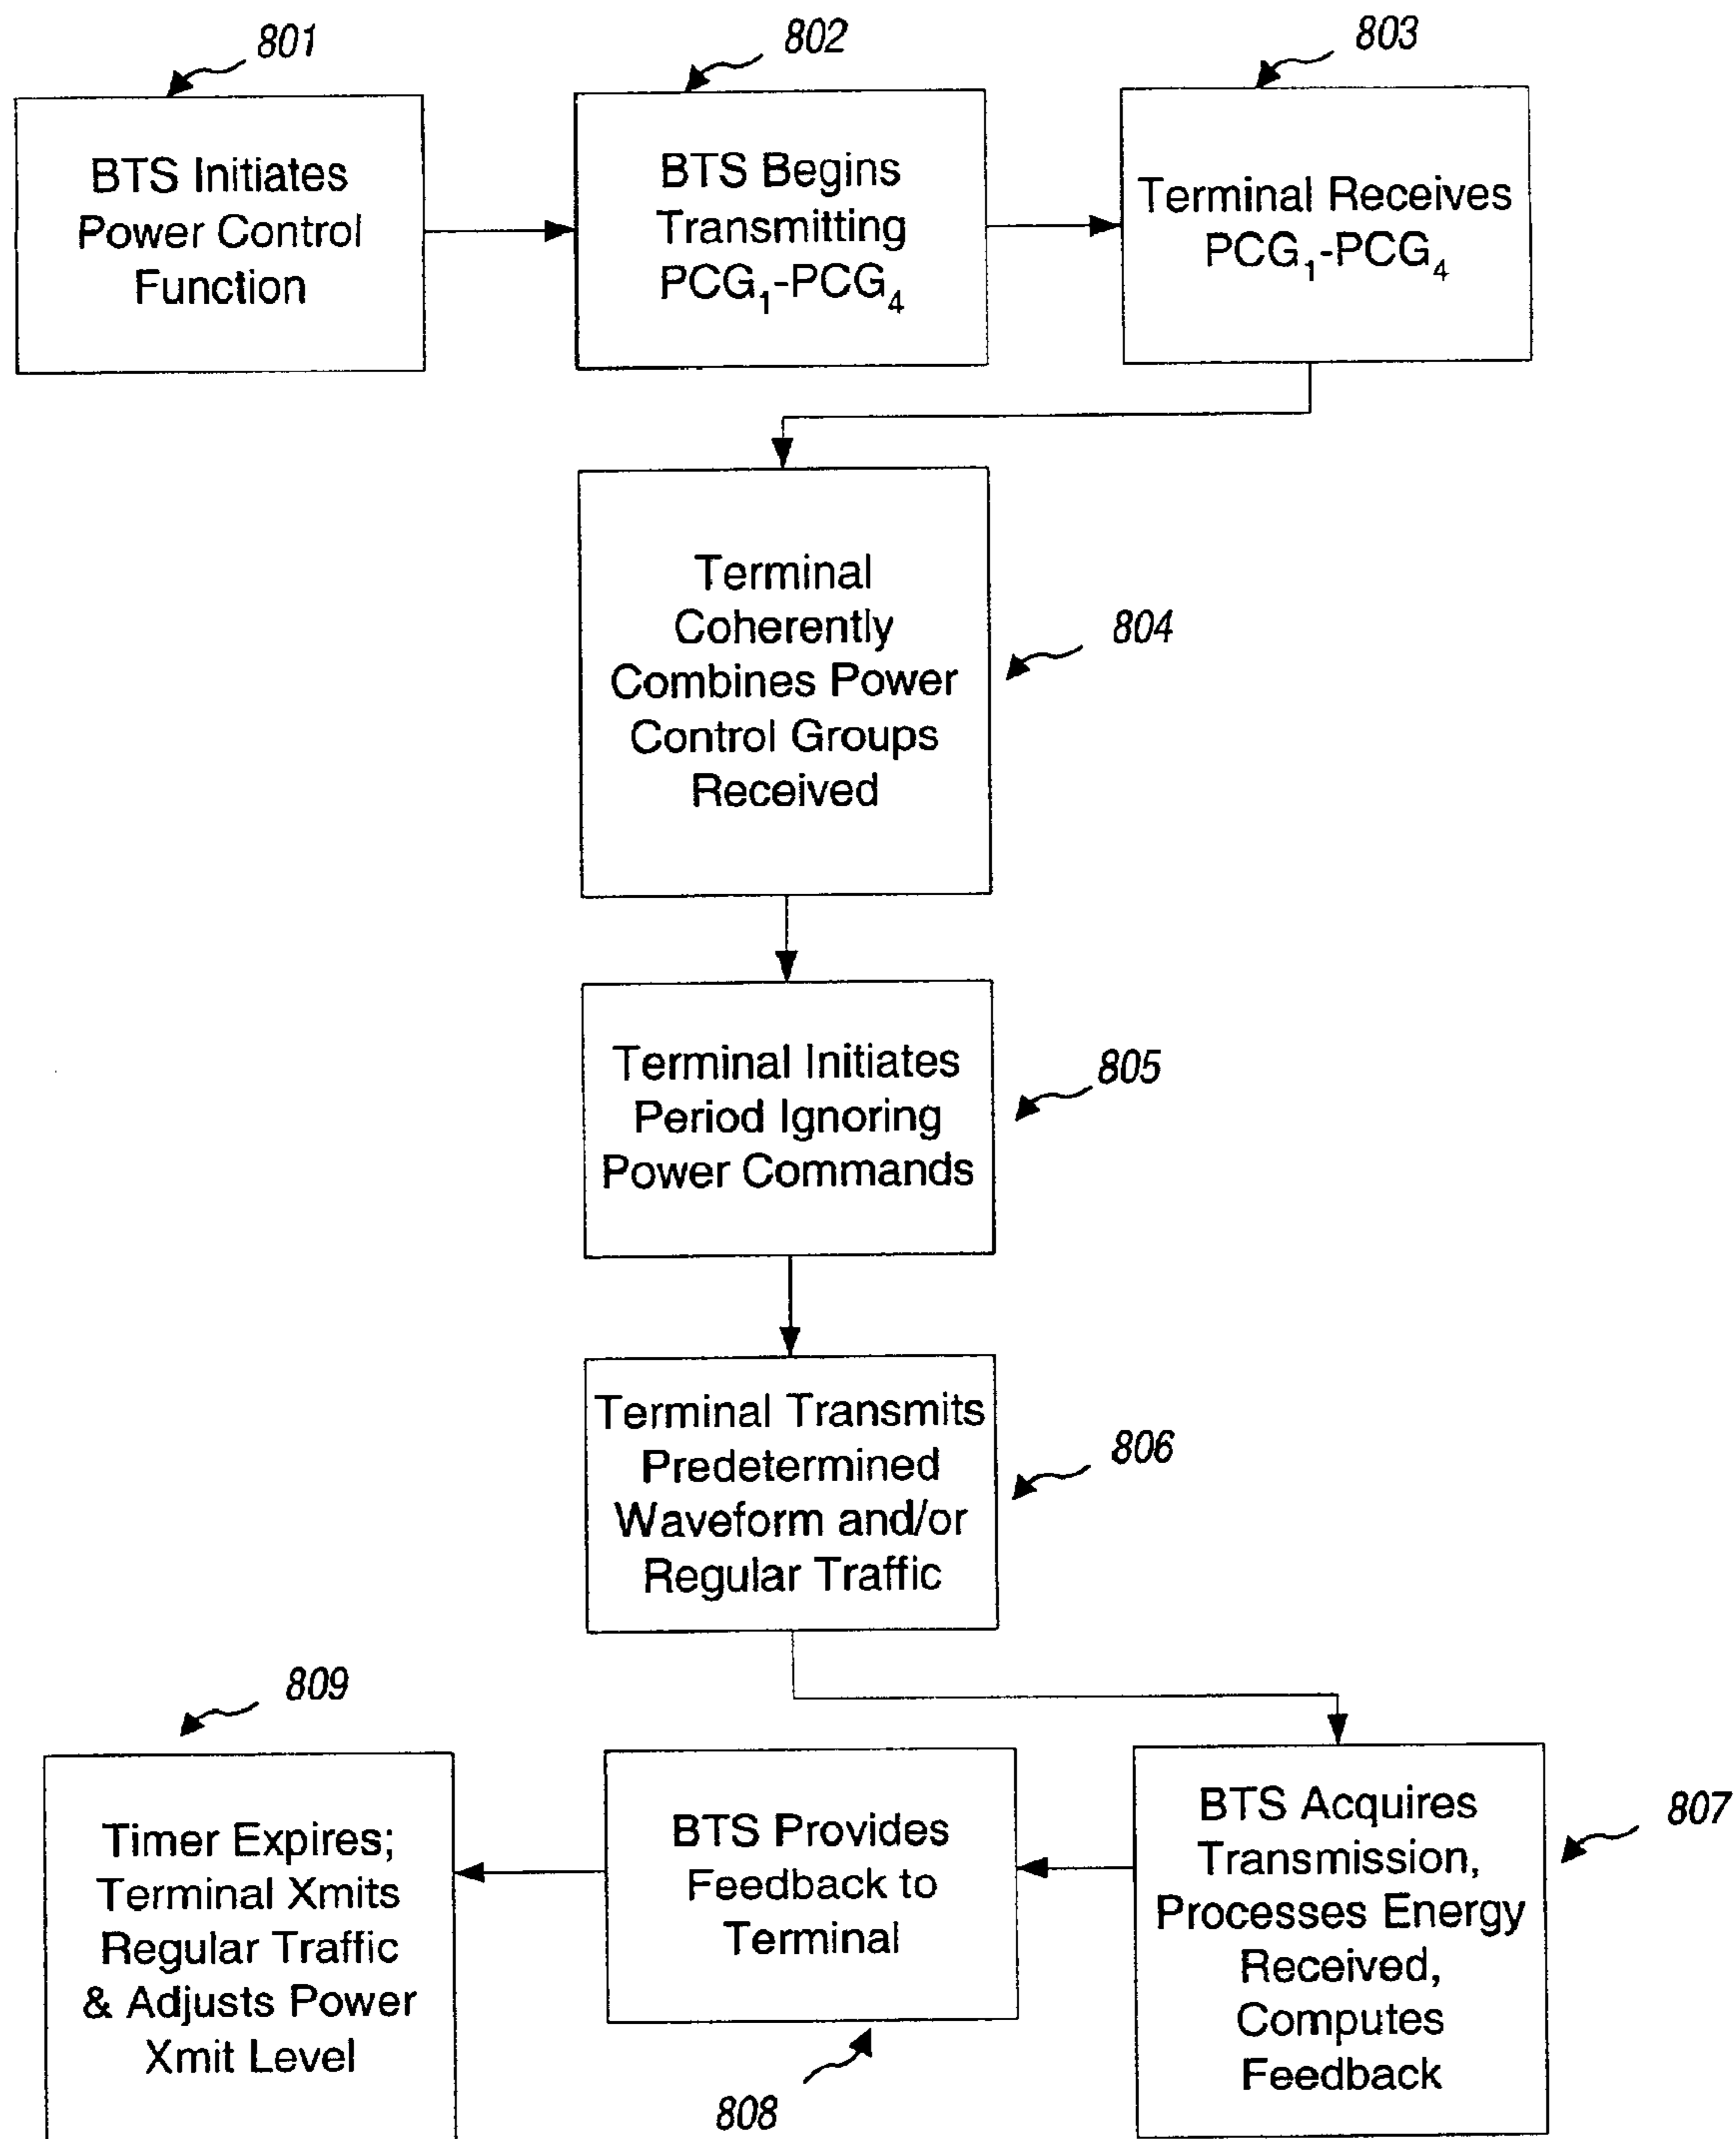 801
BTS Initiates
Power Control
Function
802
BTS Begins
Transmitting
PCG₁-PCG₄
803
Terminal Receives
PCG₁-PCG₄
804
Terminal
Coherently
Combines Power
Control Groups
Received
805
Terminal Initiates
Period Ignoring
Power Commands
806
Terminal Transmits
Predetermined
Waveform and/or
Regular Traffic
807
BTS Acquires
Transmission,
Processes Energy
Received,
Computes
Feedback
808
BTS Provides
Feedback to
Terminal
809
Timer Expires;
Terminal Xmits
Regular Traffic
& Adjusts Power
Xmit Level